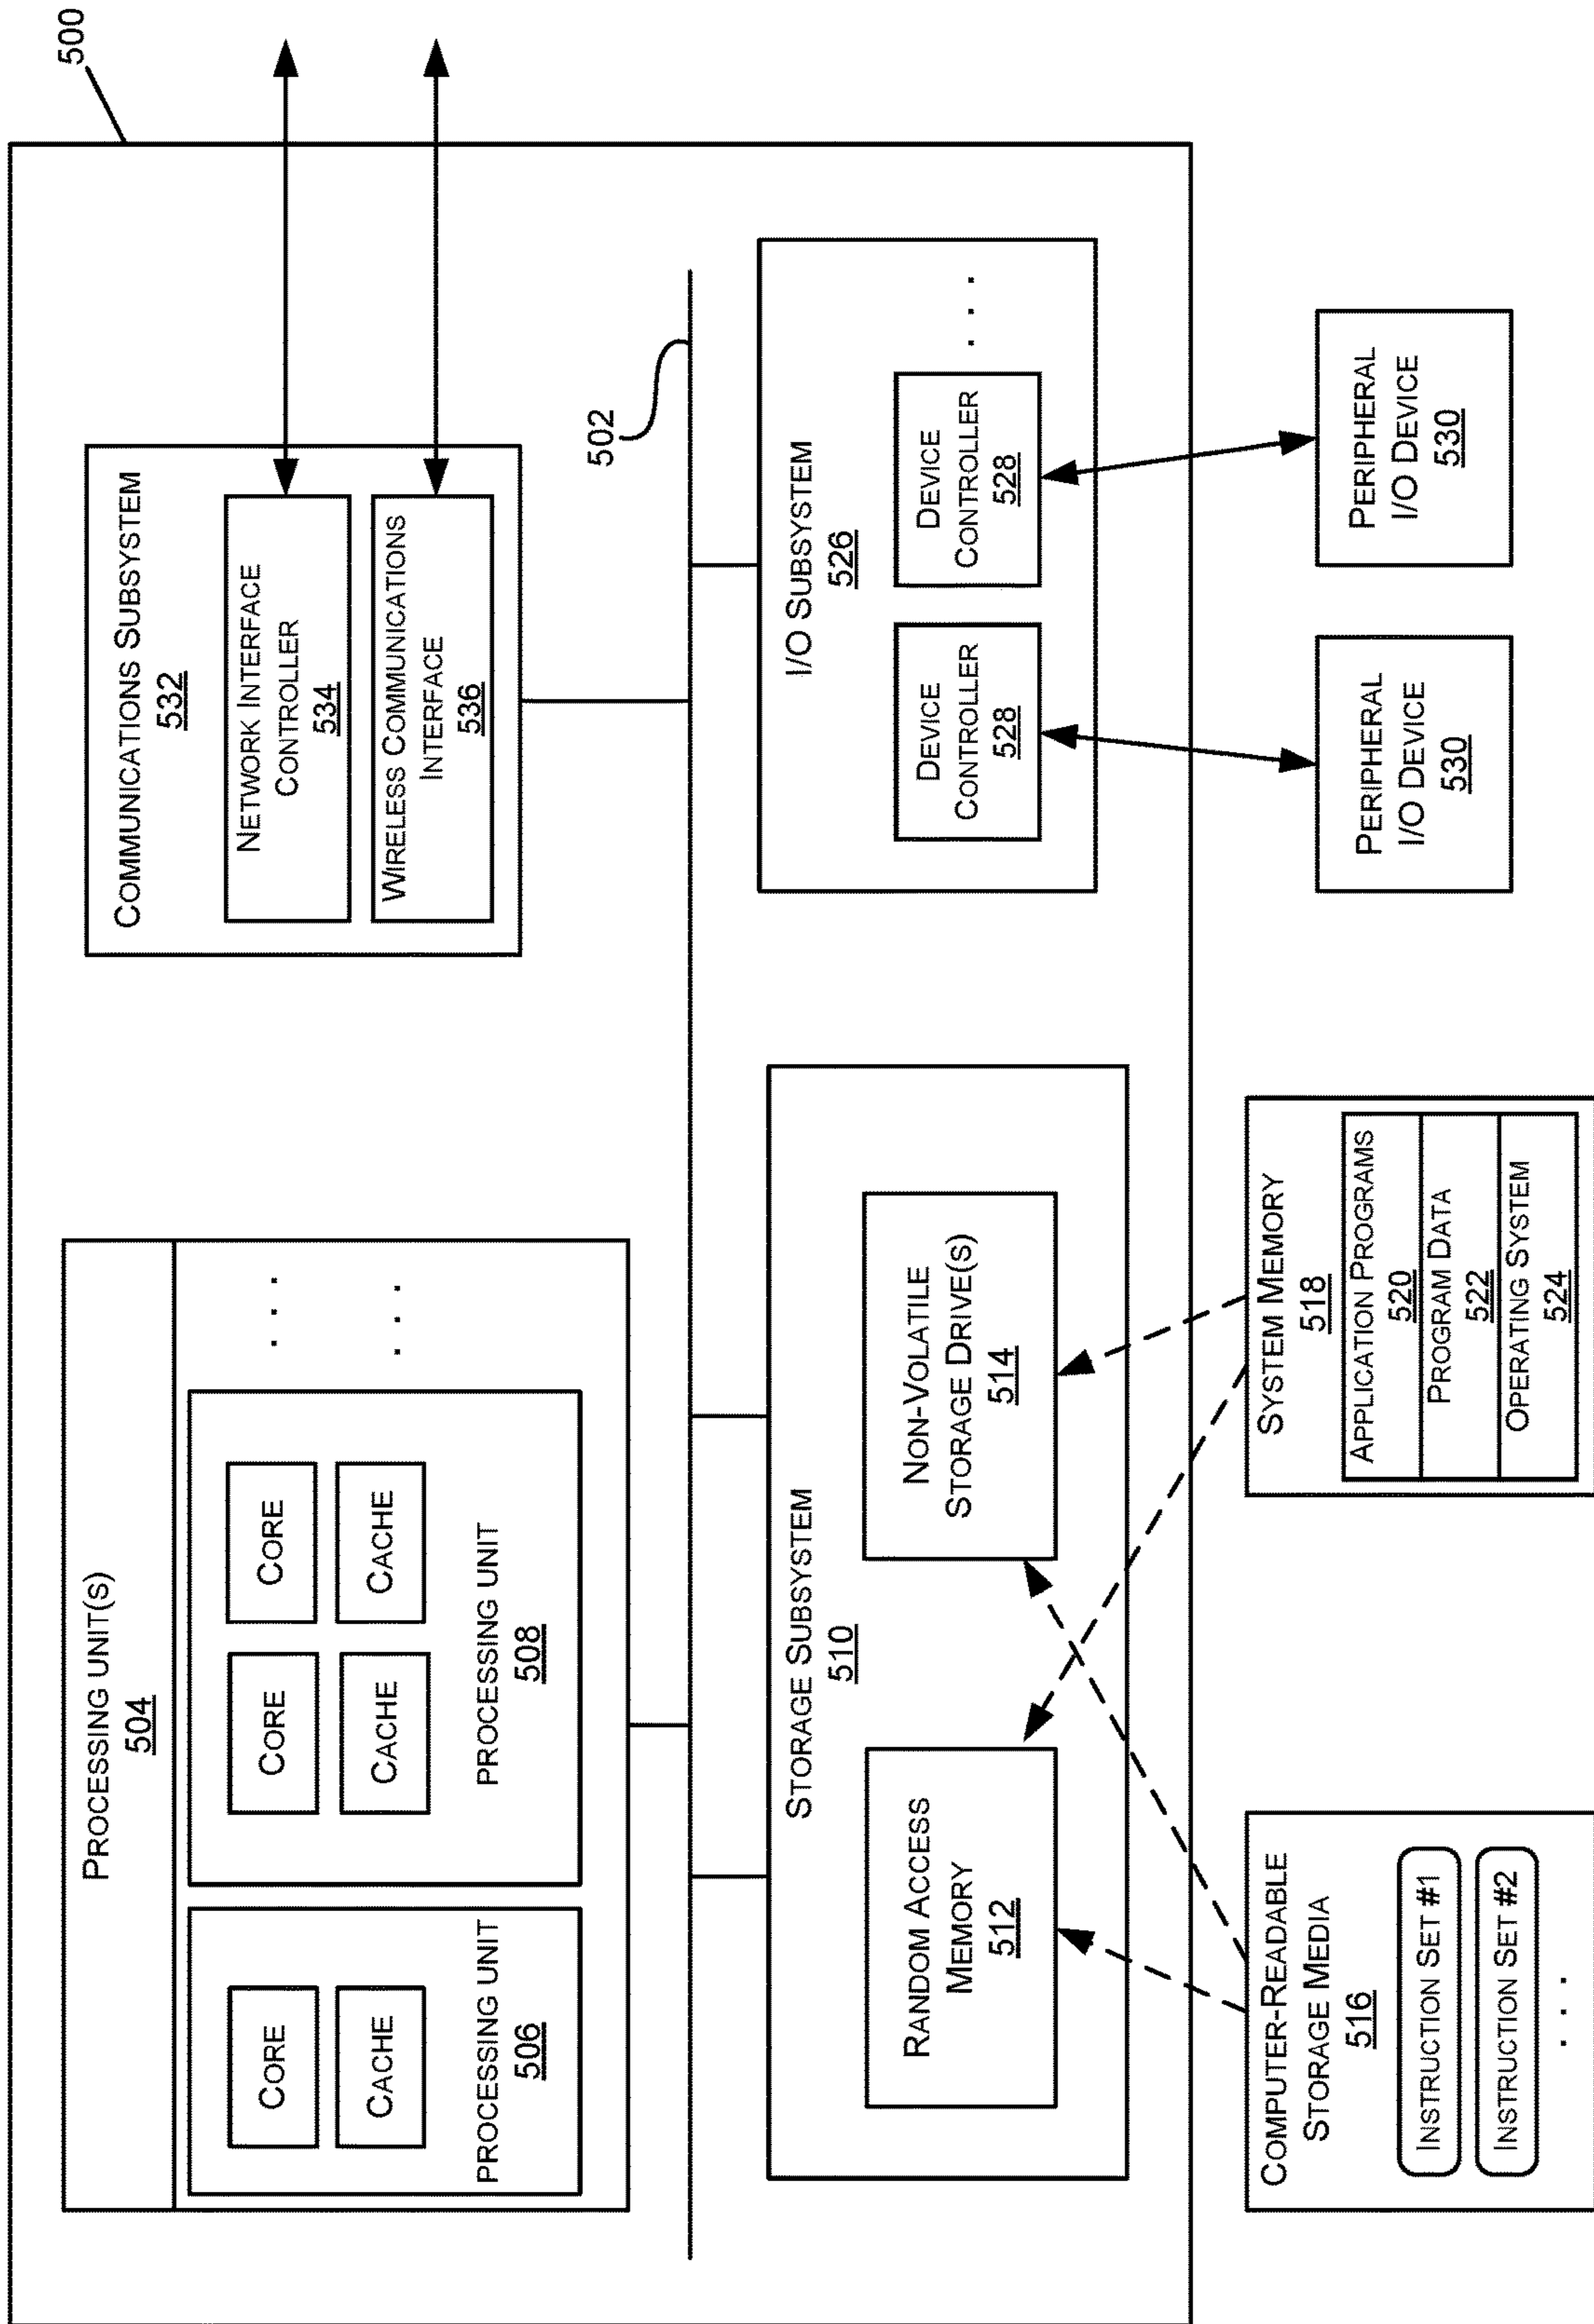 500
PROCESSING UNIT(S)
504
CORE
CACHE
PROCESSING UNIT
506
CORE
CORE
CACHE
CACHE
PROCESSING UNIT
508
. . .
. . .
COMMUNICATIONS SUBSYSTEM
532
NETWORK INTERFACE
CONTROLLER
534
WIRELESS COMMUNICATIONS
INTERFACE
536
502
STORAGE SUBSYSTEM
510
RANDOM ACCESS
MEMORY
512
NON-VOLATILE
STORAGE DRIVE(S)
514
I/O SUBSYSTEM
526
DEVICE
CONTROLLER
528
DEVICE
CONTROLLER
528
. . .
COMPUTER-READABLE
STORAGE MEDIA
516
INSTRUCTION SET #1
INSTRUCTION SET #2
. . .
SYSTEM MEMORY
518
APPLICATION PROGRAMS
520
PROGRAM DATA
522
OPERATING SYSTEM
524
PERIPHERAL
I/O DEVICE
530
PERIPHERAL
I/O DEVICE
530